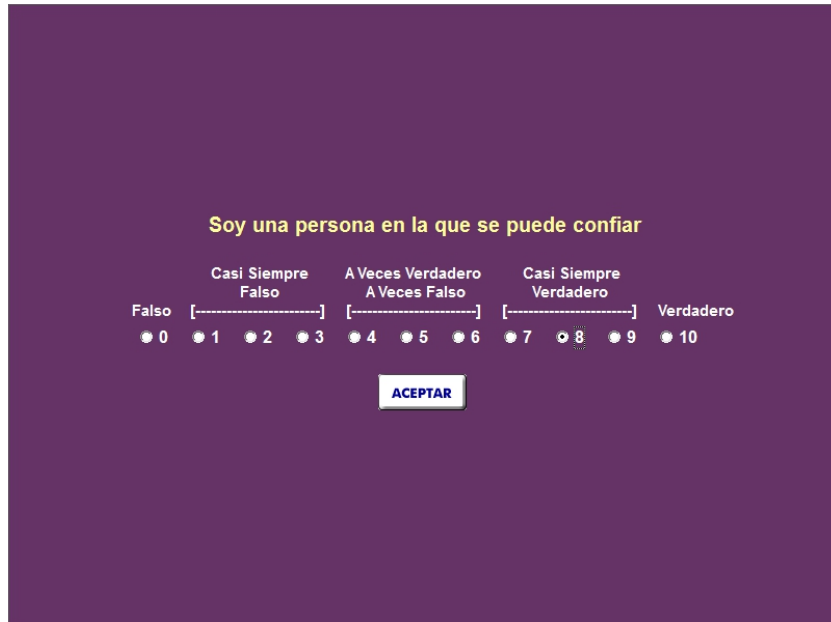 Soy una persona en la que se puede confiar
Casi Siempre A Veces Verdadero Casi Siempre
Falso A Veces Falso Verdadero
Falso [------------------------] [------------------------] [------------------------] Verdadero
0 1 2 3 4 5 6 7 8 9 10
ACEPTAR